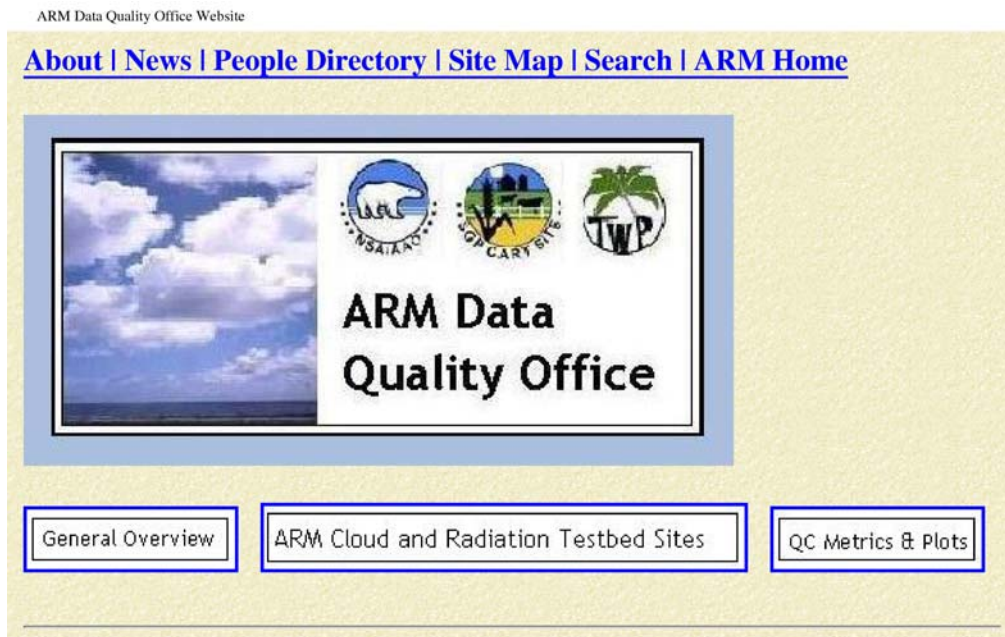 ARM Data Quality Office Website
About | News | People Directory | Site Map | Search | ARM Home
NSA/AAO
SGP CART SITE
TWP
ARM Data
Quality Office
General Overview
ARM Cloud and Radiation Testbed Sites
QC Metrics & Plots